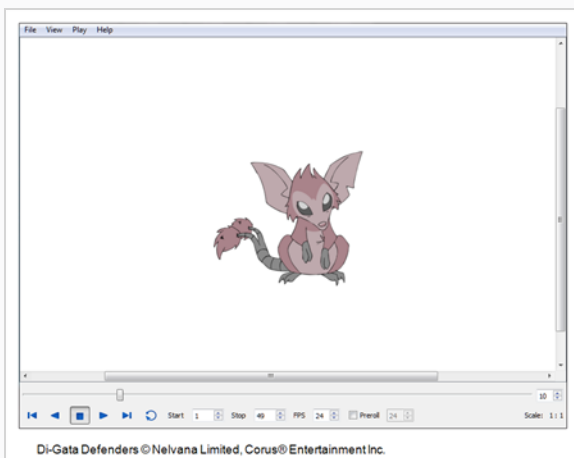 File View Play Help
10
Start 1 Stop 49 FPS 24 Preroll 24 Scale: 1: 1
Di-Gata Defenders © Nelvana Limited, Corus® Entertainment Inc.